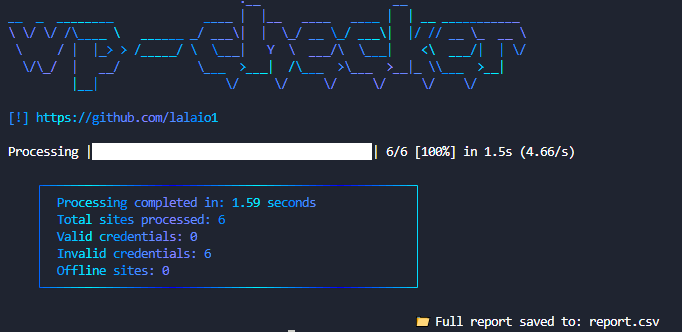 wp-checker
[!] https://github.com/lalaio1
Processing | | 6/6 [100%] in 1.5s (4.66/s)
Processing completed in: 1.59 seconds
Total sites processed: 6
Valid credentials: 0
Invalid credentials: 6
Offline sites: 0
Full report saved to: report.csv